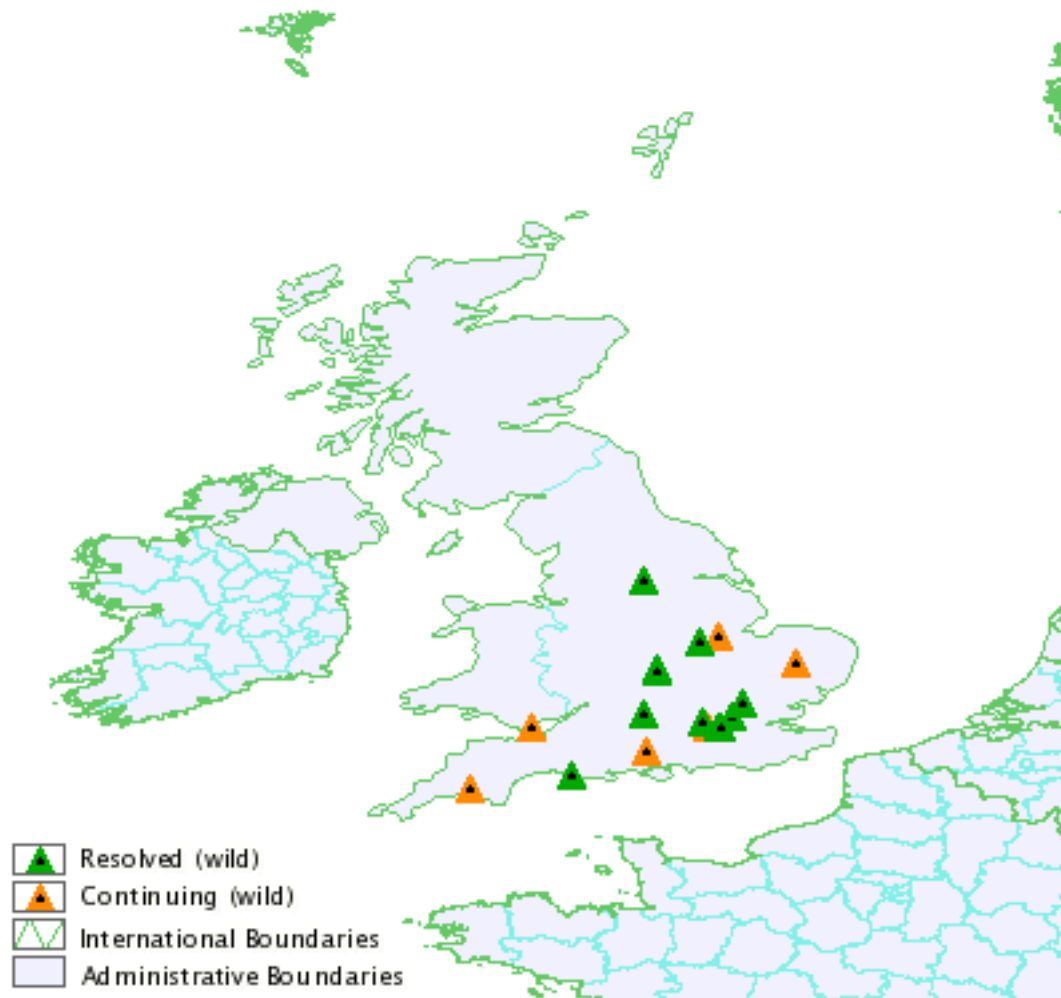 Resolved (wild)
Continuing (wild)
International Boundaries
Administrative Boundaries